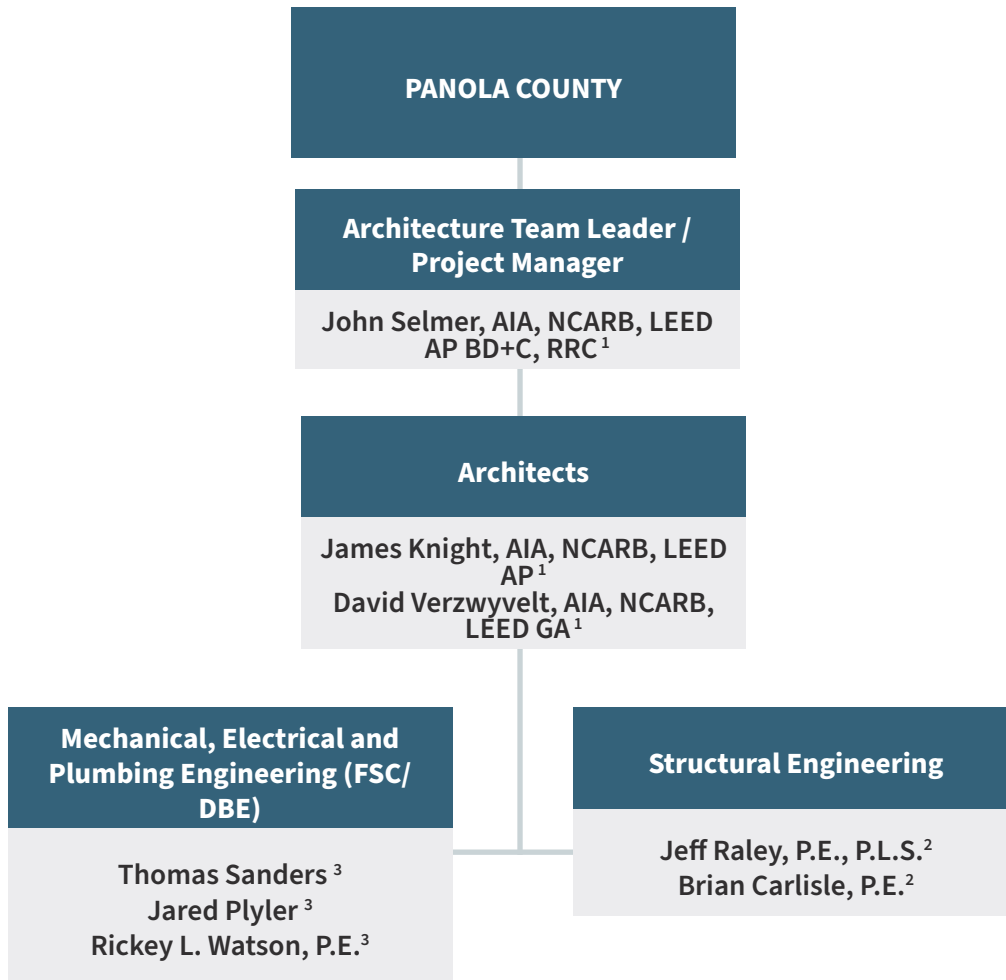 PANOLA COUNTY
Architecture Team Leader /
Project Manager
John Selmer, AIA, NCARB, LEED
AP BD+C, RRC 1
Architects
James Knight, AIA, NCARB, LEED
AP 1
David Verzwyvelt, AIA, NCARB,
LEED GA 1
Mechanical, Electrical and
Plumbing Engineering (FSC/
DBE)
Thomas Sanders 3
Jared Plyler 3
Rickey L. Watson, P.E.3
Structural Engineering
Jeff Raley, P.E., P.L.S.2
Brian Carlisle, P.E.2